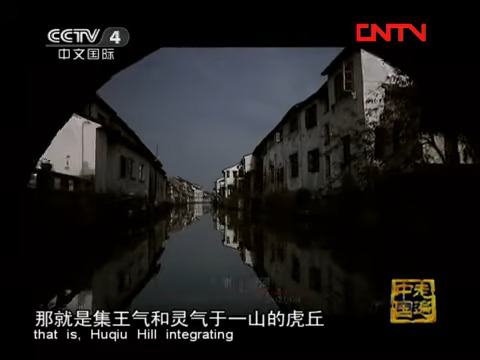 CCTV 4
中文国际
CNTV
走遍
中国
那就是集王气和灵气于一山的虎丘
that is, Huqiu Hill integrating